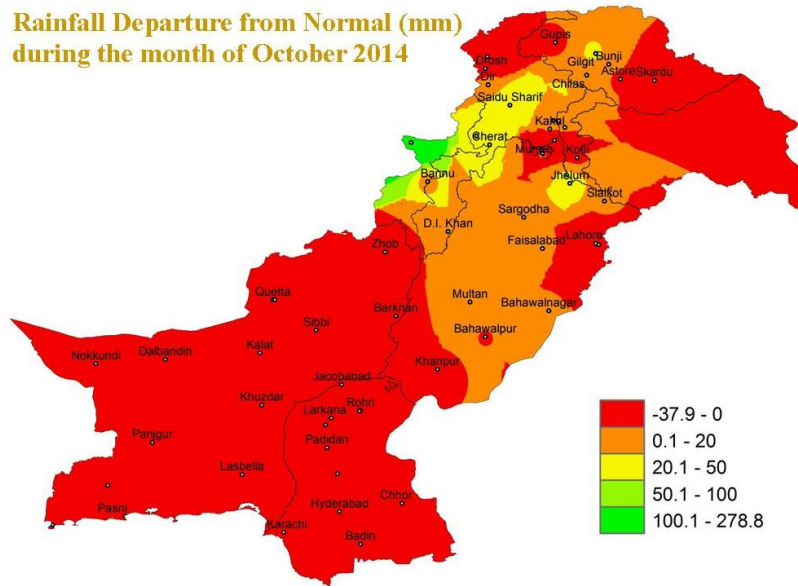 Rainfall Departure from Normal (mm)
during the month of October 2014
Gupis
Drosh
Gilgit
Bunji
Dir
Astore
Skardu
Chilas
Saidu Sharif
Kakul
Cherat
Kotli
Bannu
Jhelum
Sialkot
Sargodha
D.I. Khan
Lahore
Faisalabad
Zhob
Quetta
Multan
Barkhan
Bahawalnagar
Sibbi
Bahawalpur
Kalat
Nokkundi
Dalbandin
Khanpur
Jacobabad
Khuzdar
Larkana
Rohri
Panjgur
Padidan
Lasbella
Chhor
Pasni
Hyderabad
Karachi
Badin
-37.9 - 0
0.1 - 20
20.1 - 50
50.1 - 100
100.1 - 278.8